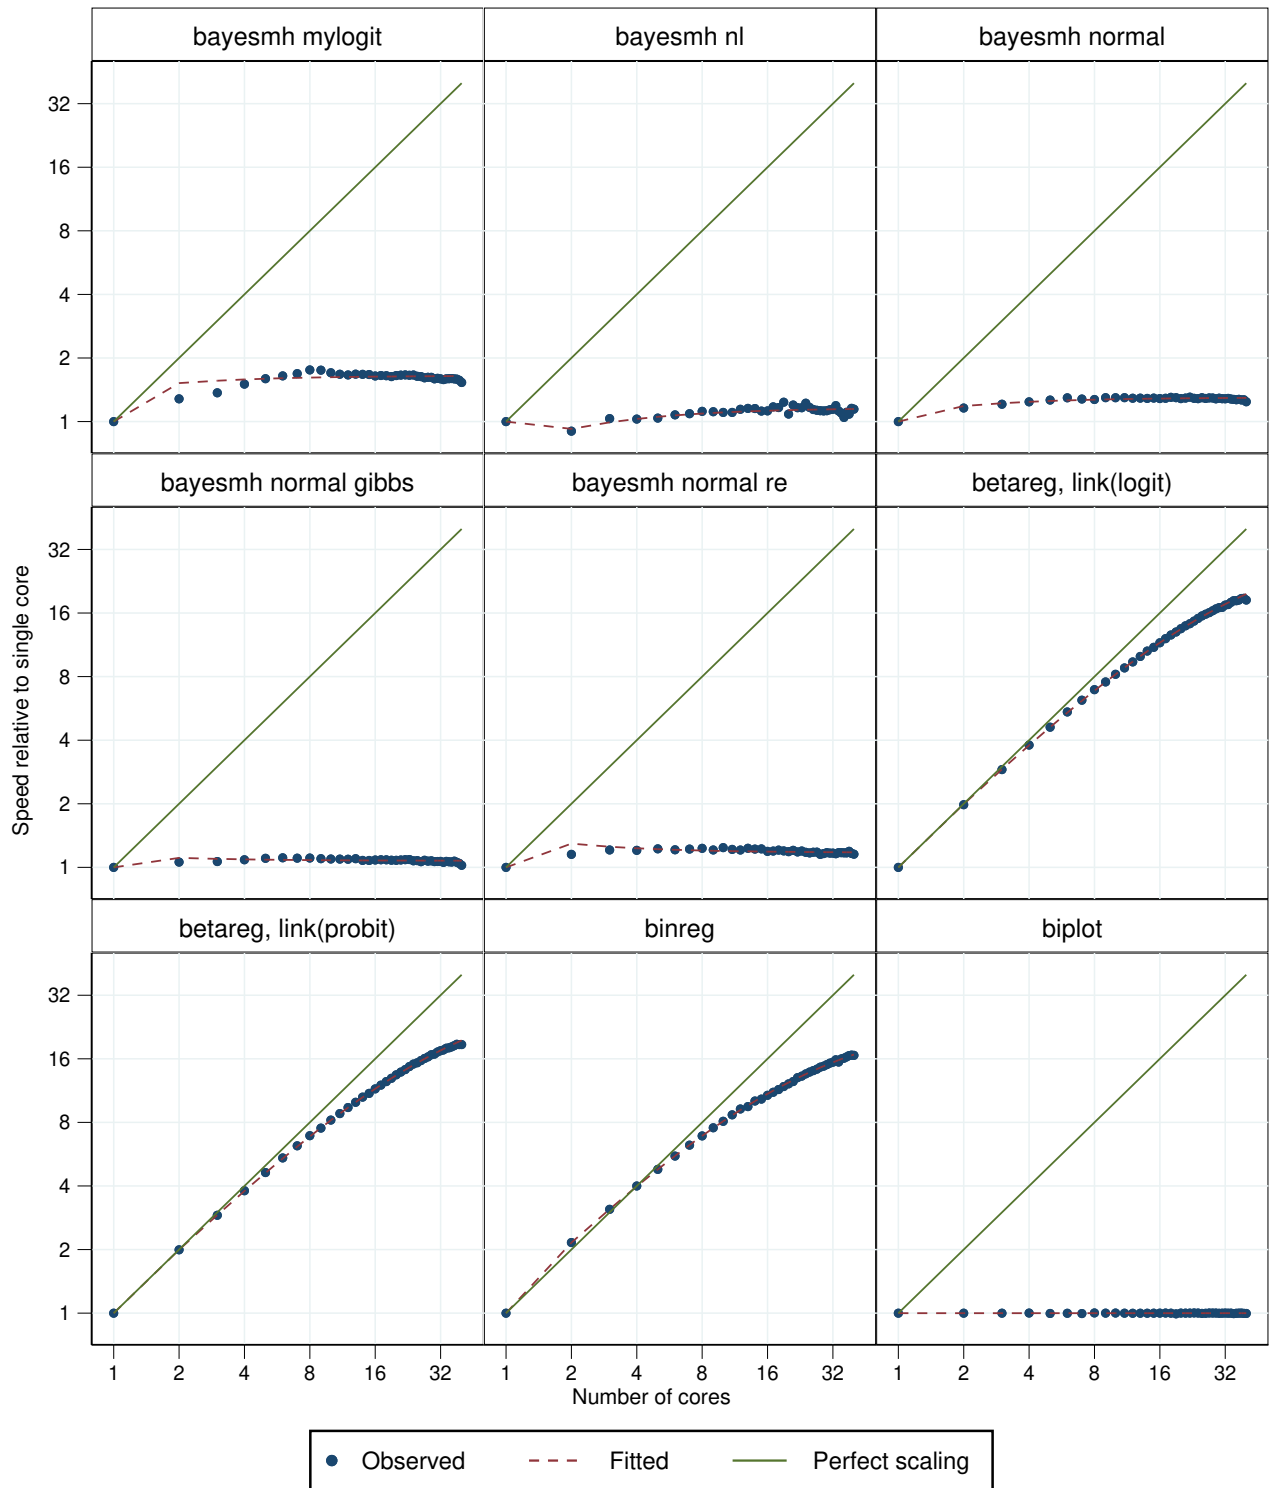 bayesmh mylogit
bayesmh nl
bayesmh normal
32
16
8
4
2
1
bayesmh normal gibbs
bayesmh normal re
betareg, link(logit)
32
16
8
4
2
1
Speed relative to single core
betareg, link(probit)
binreg
biplot
32
16
8
4
2
1
1 2 4 8 16 32
1 2 4 8 16 32
1 2 4 8 16 32
Number of cores
Observed
Fitted
Perfect scaling